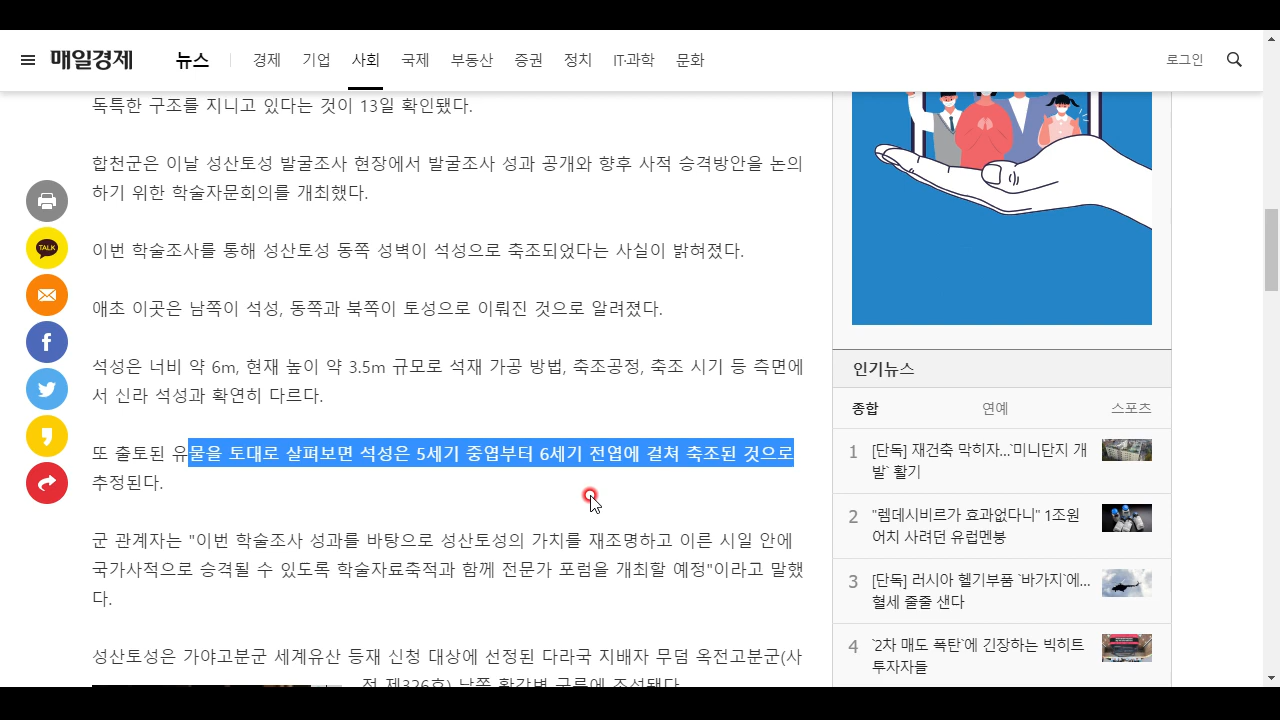 매일경제 뉴스 경제 기업 사회 국제 부동산 증권 정치 IT·과학 문화 로그인
독특한 구조를 지니고 있다는 것이 13일 확인됐다.
합천군은 이날 성산토성 발굴조사 현장에서 발굴조사 성과 공개와 향후 사적 승격방안을 논의
하기 위한 학술자문회의를 개최했다.
이번 학술조사를 통해 성산토성 동쪽 성벽이 석성으로 축조되었다는 사실이 밝혀졌다.
애초 이곳은 남쪽이 석성, 동쪽과 북쪽이 토성으로 이뤄진 것으로 알려졌다.
석성은 너비 약 6m, 현재 높이 약 3.5m 규모로 석재 가공 방법, 축조공정, 축조 시기 등 측면에
서 신라 석성과 확연히 다르다.
또 출토된 유물을 토대로 살펴보면 석성은 5세기 중엽부터 6세기 전엽에 걸쳐 축조된 것으로
추정된다.
군 관계자는 "이번 학술조사 성과를 바탕으로 성산토성의 가치를 재조명하고 이른 시일 안에
국가사적으로 승격될 수 있도록 학술자료축적과 함께 전문가 포럼을 개최할 예정"이라고 말했
다.
성산토성은 가야고분군 세계유산 등재 신청 대상에 선정된 다라국 지배자 무덤 옥전고분군(사
적 제326호) 남쪽 황강변 구릉에 조성됐다.
TALK
인기뉴스
종합 연예 스포츠
1 [단독] 재건축 막히자...`미니단지 개
발` 활기
2 "렘데시비르가 효과없다니" 1조원
어치 사려던 유럽멘붕
3 [단독] 러시아 헬기부품 `바가지`에...
혈세 줄줄 샌다
4 `2차 매도 폭탄`에 긴장하는 빅히트
투자자들